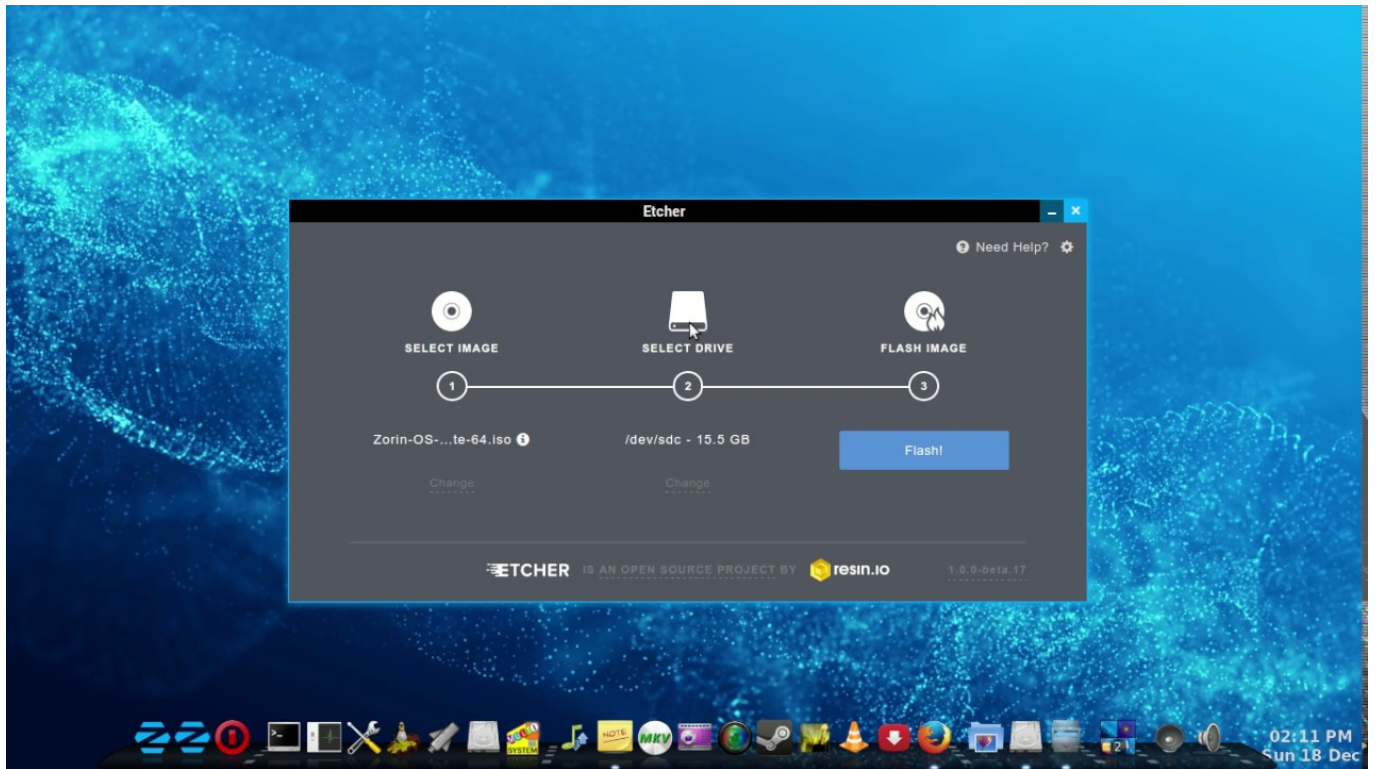 Etcher
Need Help?
SELECT IMAGE
SELECT DRIVE
FLASH IMAGE
1
2
3
Zorin-OS-...te-64.iso
/dev/sdc - 15.5 GB
Flash!
Change
Change
ETCHER IS AN OPEN SOURCE PROJECT BY resin.io 1.0.0-beta.17
SYSTEM
NOTE
MKV
2
02:11 PM
Sun 18 Dec